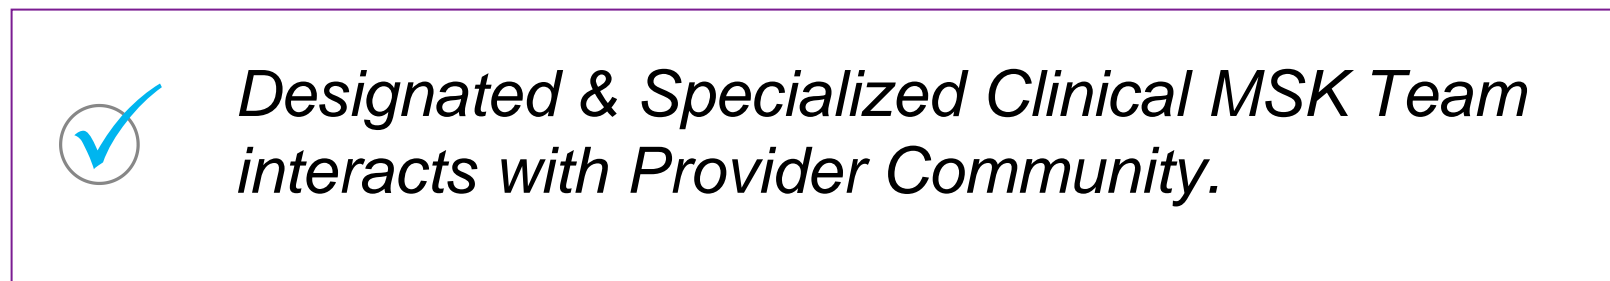 Designated & Specialized Clinical MSK Team
interacts with Provider Community.